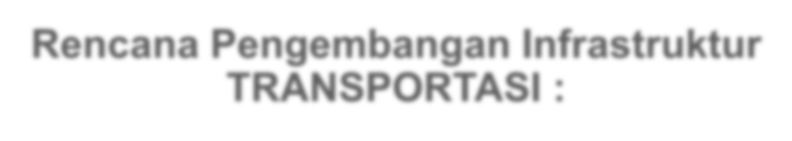 Rencana Pengembangan Infrastruktur
TRANSPORTASI :